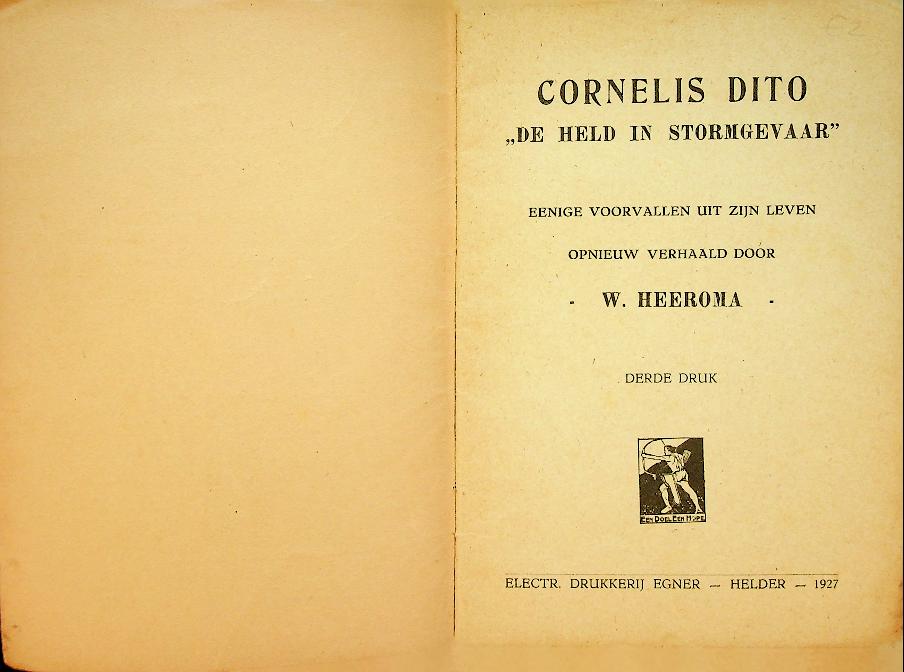 CORNELIS DITO
„DE HELD IN STORMGEVAAR”
EENIGE VOORVALLEN UIT ZIJN LEVEN
OPNIEUW VERHAALD DOOR
- W. HEEROMA -
DERDE DRUK
EEN DOEL EEN HOPE
ELECTR. DRUKKERIJ EGNER — HELDER — 1927